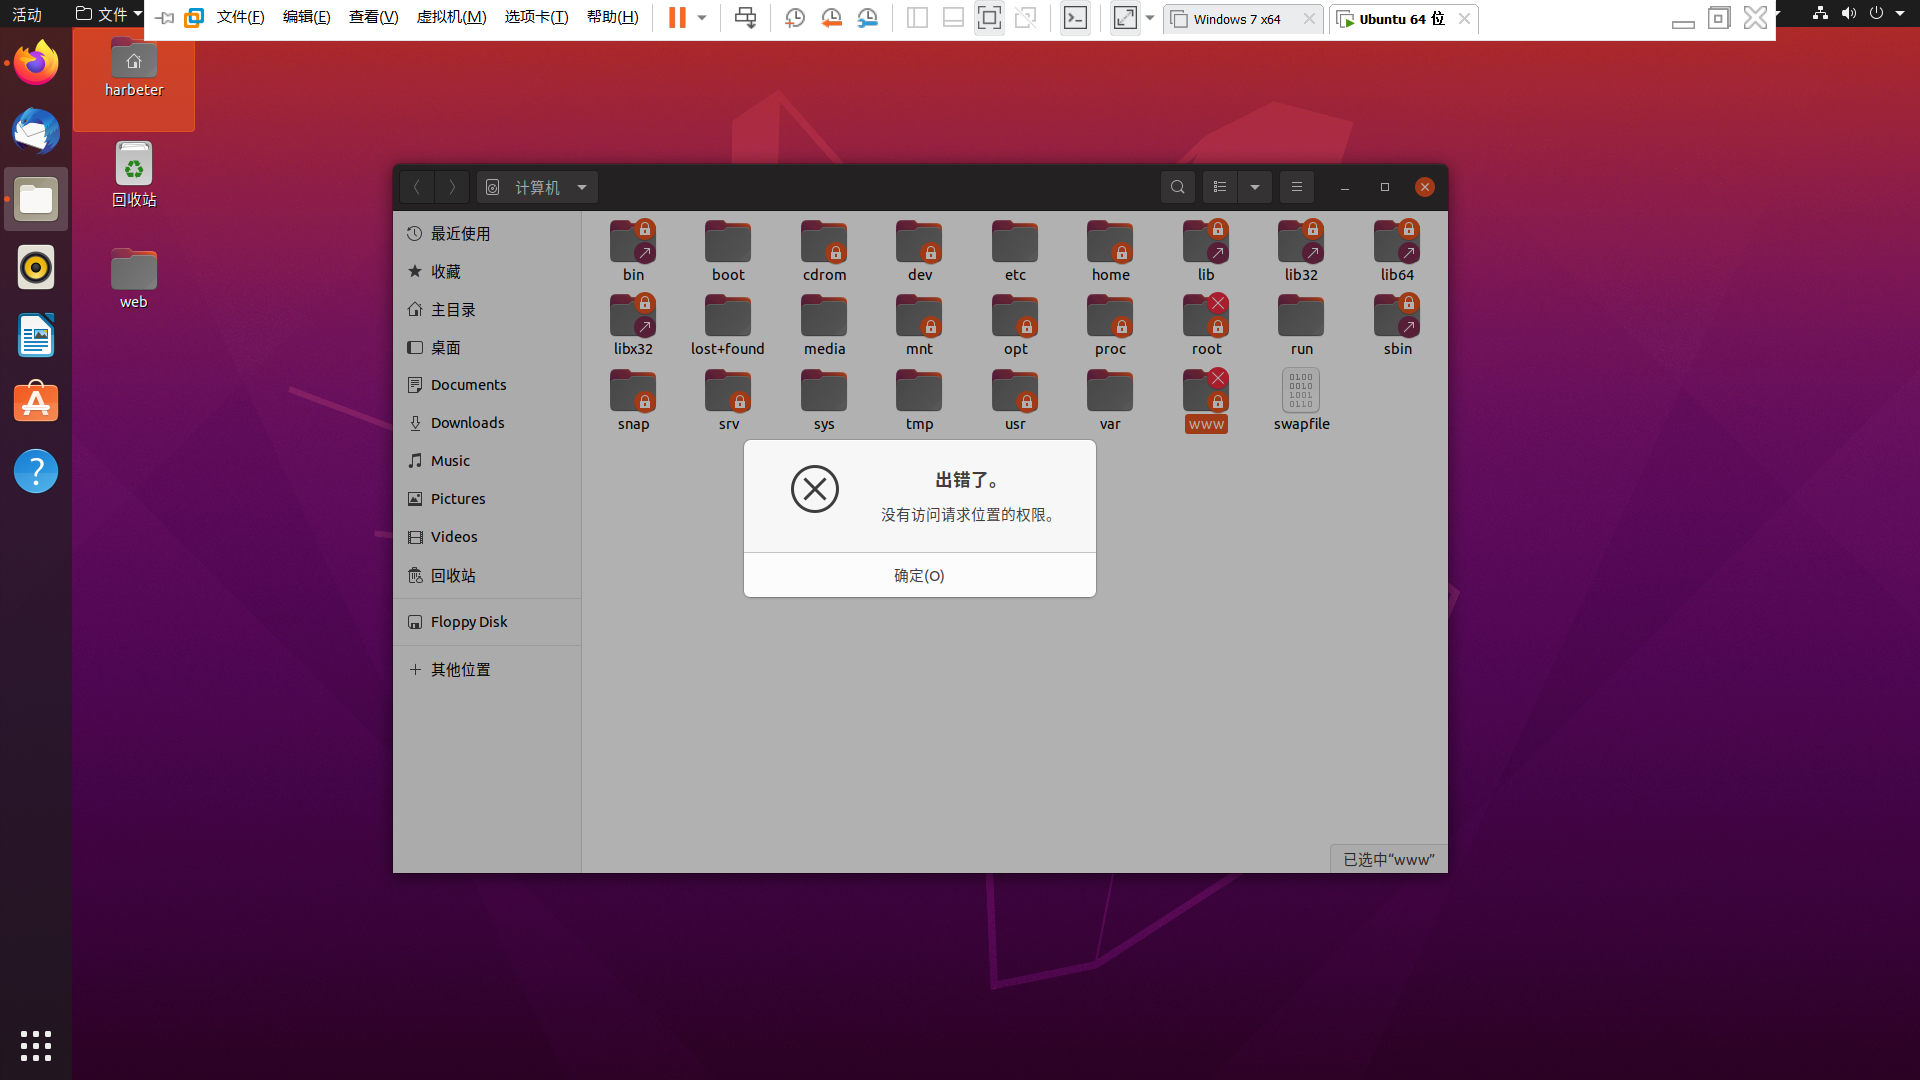 活动
文件
文件(F)
编辑(E)
查看(V)
虚拟机(M)
选项卡(T)
帮助(H)
Windows 7 x64
Ubuntu 64 位
harbeter
回收站
web
计算机
最近使用
收藏
主目录
桌面
Documents
Downloads
Music
Pictures
Videos
回收站
Floppy Disk
其他位置
bin
boot
cdrom
dev
etc
home
lib
lib32
lib64
libx32
lost+found
media
mnt
opt
proc
root
run
sbin
snap
srv
sys
tmp
usr
var
www
0100
0010
1001
0110
swapfile
出错了。
没有访问请求位置的权限。
确定(O)
已选中“www”